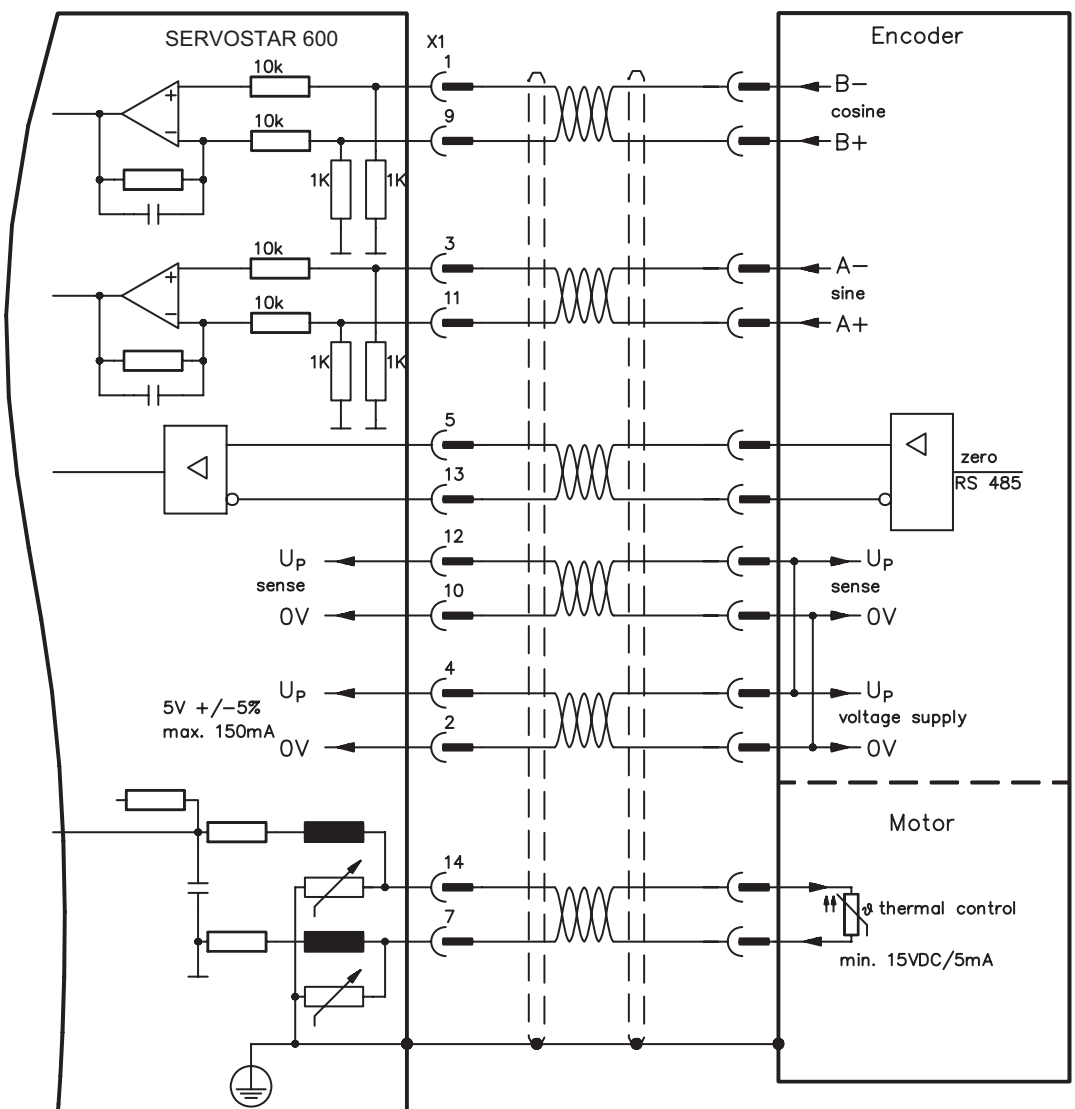 SERVOSTAR 600
X1
Encoder
10k
1
B-
cosine
10k
9
B+
1K
1K
10k
3
A-
sine
10k
11
A+
1K
1K
5
zero
13
RS 485
12
UP
UP
sense
sense
10
0V
0V
4
UP
UP
5V +/-5%
voltage supply
max. 150mA
2
0V
0V
Motor
14
ϑ thermal control
7
min. 15VDC/5mA